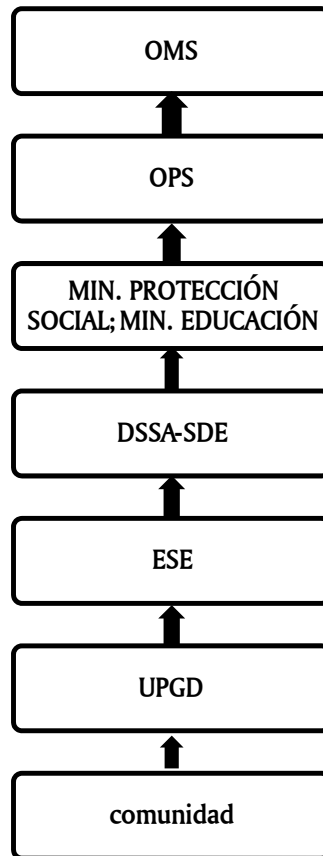 OMS
OPS
MIN. PROTECCIÓN
SOCIAL; MIN. EDUCACIÓN
DSSA-SDE
ESE
UPGD
comunidad